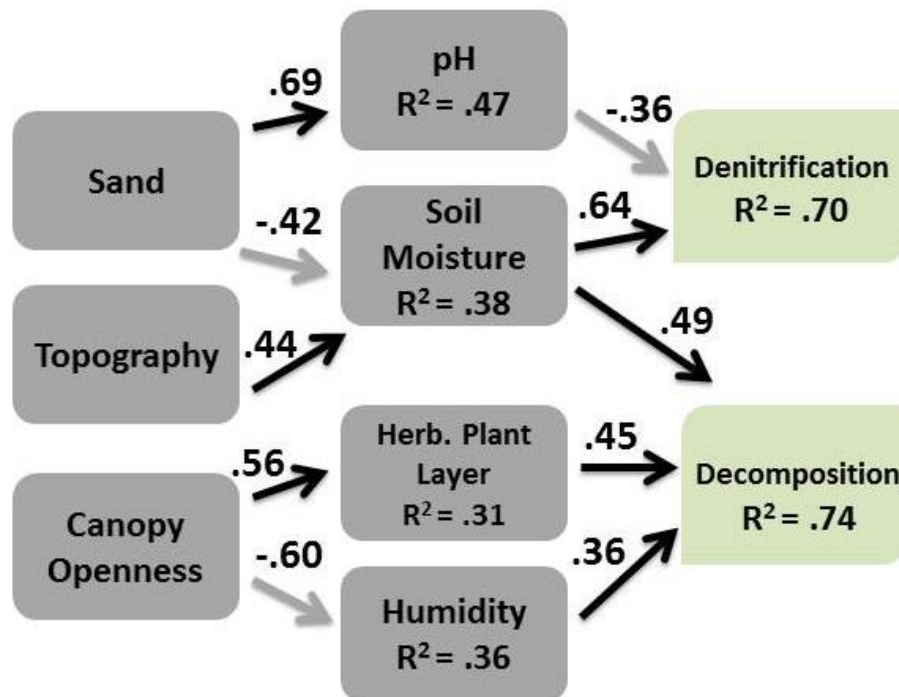 pH
R² = .47
.69
-.36
Sand
Denitrification
R² = .70
-.42
Soil
Moisture
R² = .38
.64
Topography
.44
.49
Herb. Plant
Layer
R² = .31
.56
.45
Decomposition
R² = .74
Canopy
Openness
-.60
.36
Humidity
R² = .36